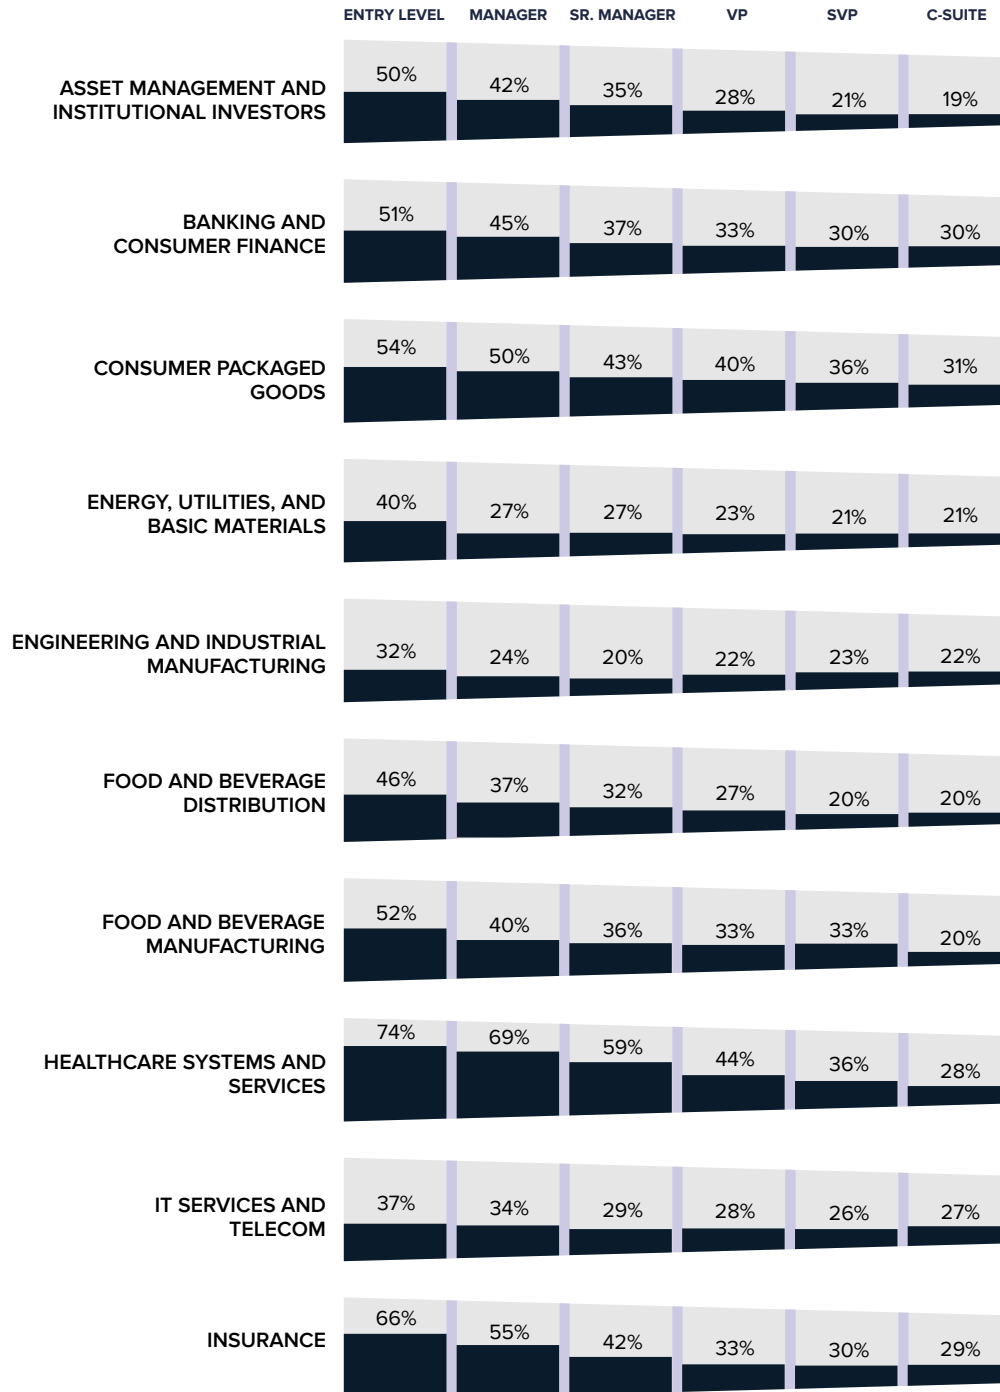 ENTRY LEVEL MANAGER SR. MANAGER VP SVP C-SUITE
ASSET MANAGEMENT AND
INSTITUTIONAL INVESTORS
50% 42% 35% 28% 21% 19%
BANKING AND
CONSUMER FINANCE
51% 45% 37% 33% 30% 30%
CONSUMER PACKAGED
GOODS
54% 50% 43% 40% 36% 31%
ENERGY, UTILITIES, AND
BASIC MATERIALS
40% 27% 27% 23% 21% 21%
ENGINEERING AND INDUSTRIAL
MANUFACTURING
32% 24% 20% 22% 23% 22%
FOOD AND BEVERAGE
DISTRIBUTION
46% 37% 32% 27% 20% 20%
FOOD AND BEVERAGE
MANUFACTURING
52% 40% 36% 33% 33% 20%
HEALTHCARE SYSTEMS AND
SERVICES
74% 69% 59% 44% 36% 28%
IT SERVICES AND
TELECOM
37% 34% 29% 28% 26% 27%
INSURANCE
66% 55% 42% 33% 30% 29%